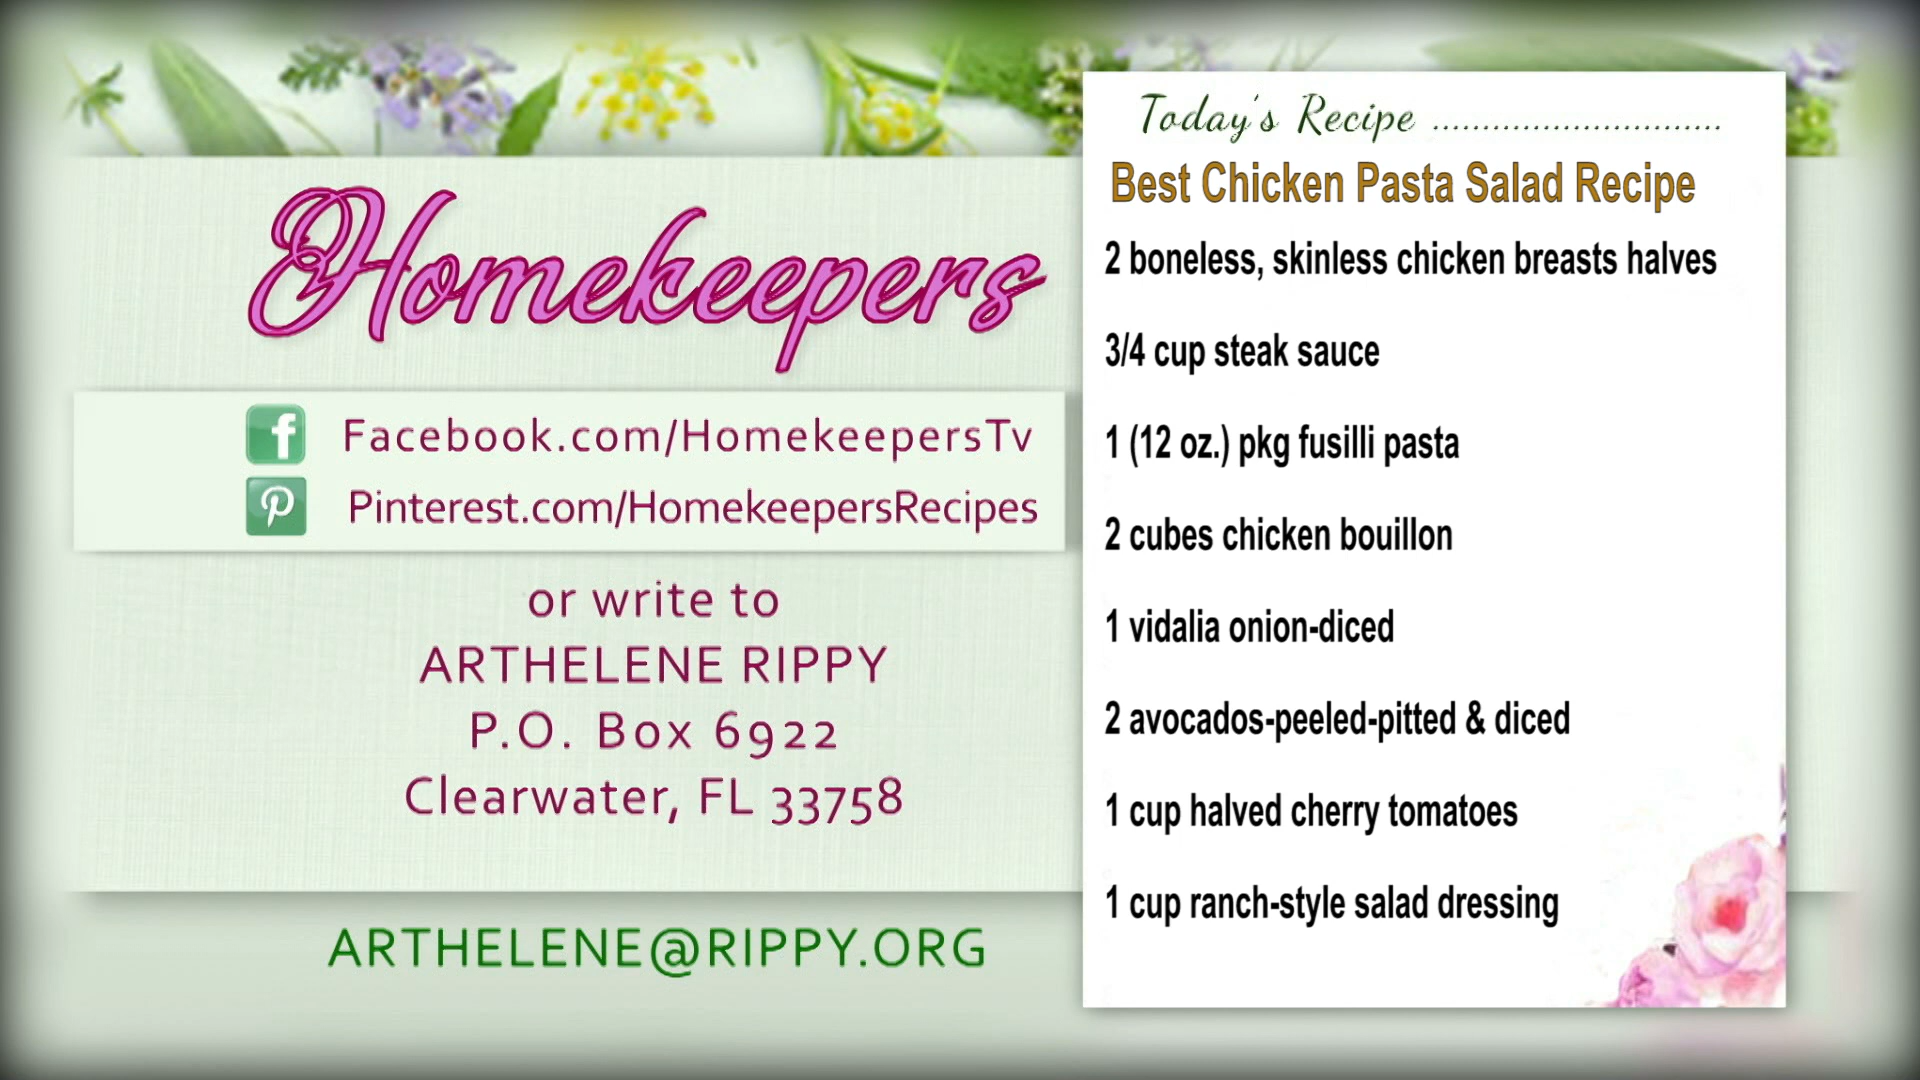 Homekeepers
Facebook.com/HomekeepersTv
Pinterest.com/HomekeepersRecipes
or write to
ARTHELENE RIPPY
P.O. Box 6922
Clearwater, FL 33758
ARTHELENE@RIPPY.ORG
Today's Recipe .............................
Best Chicken Pasta Salad Recipe
2 boneless, skinless chicken breasts halves
3/4 cup steak sauce
1 (12 oz.) pkg fusilli pasta
2 cubes chicken bouillon
1 vidalia onion-diced
2 avocados-peeled-pitted & diced
1 cup halved cherry tomatoes
1 cup ranch-style salad dressing